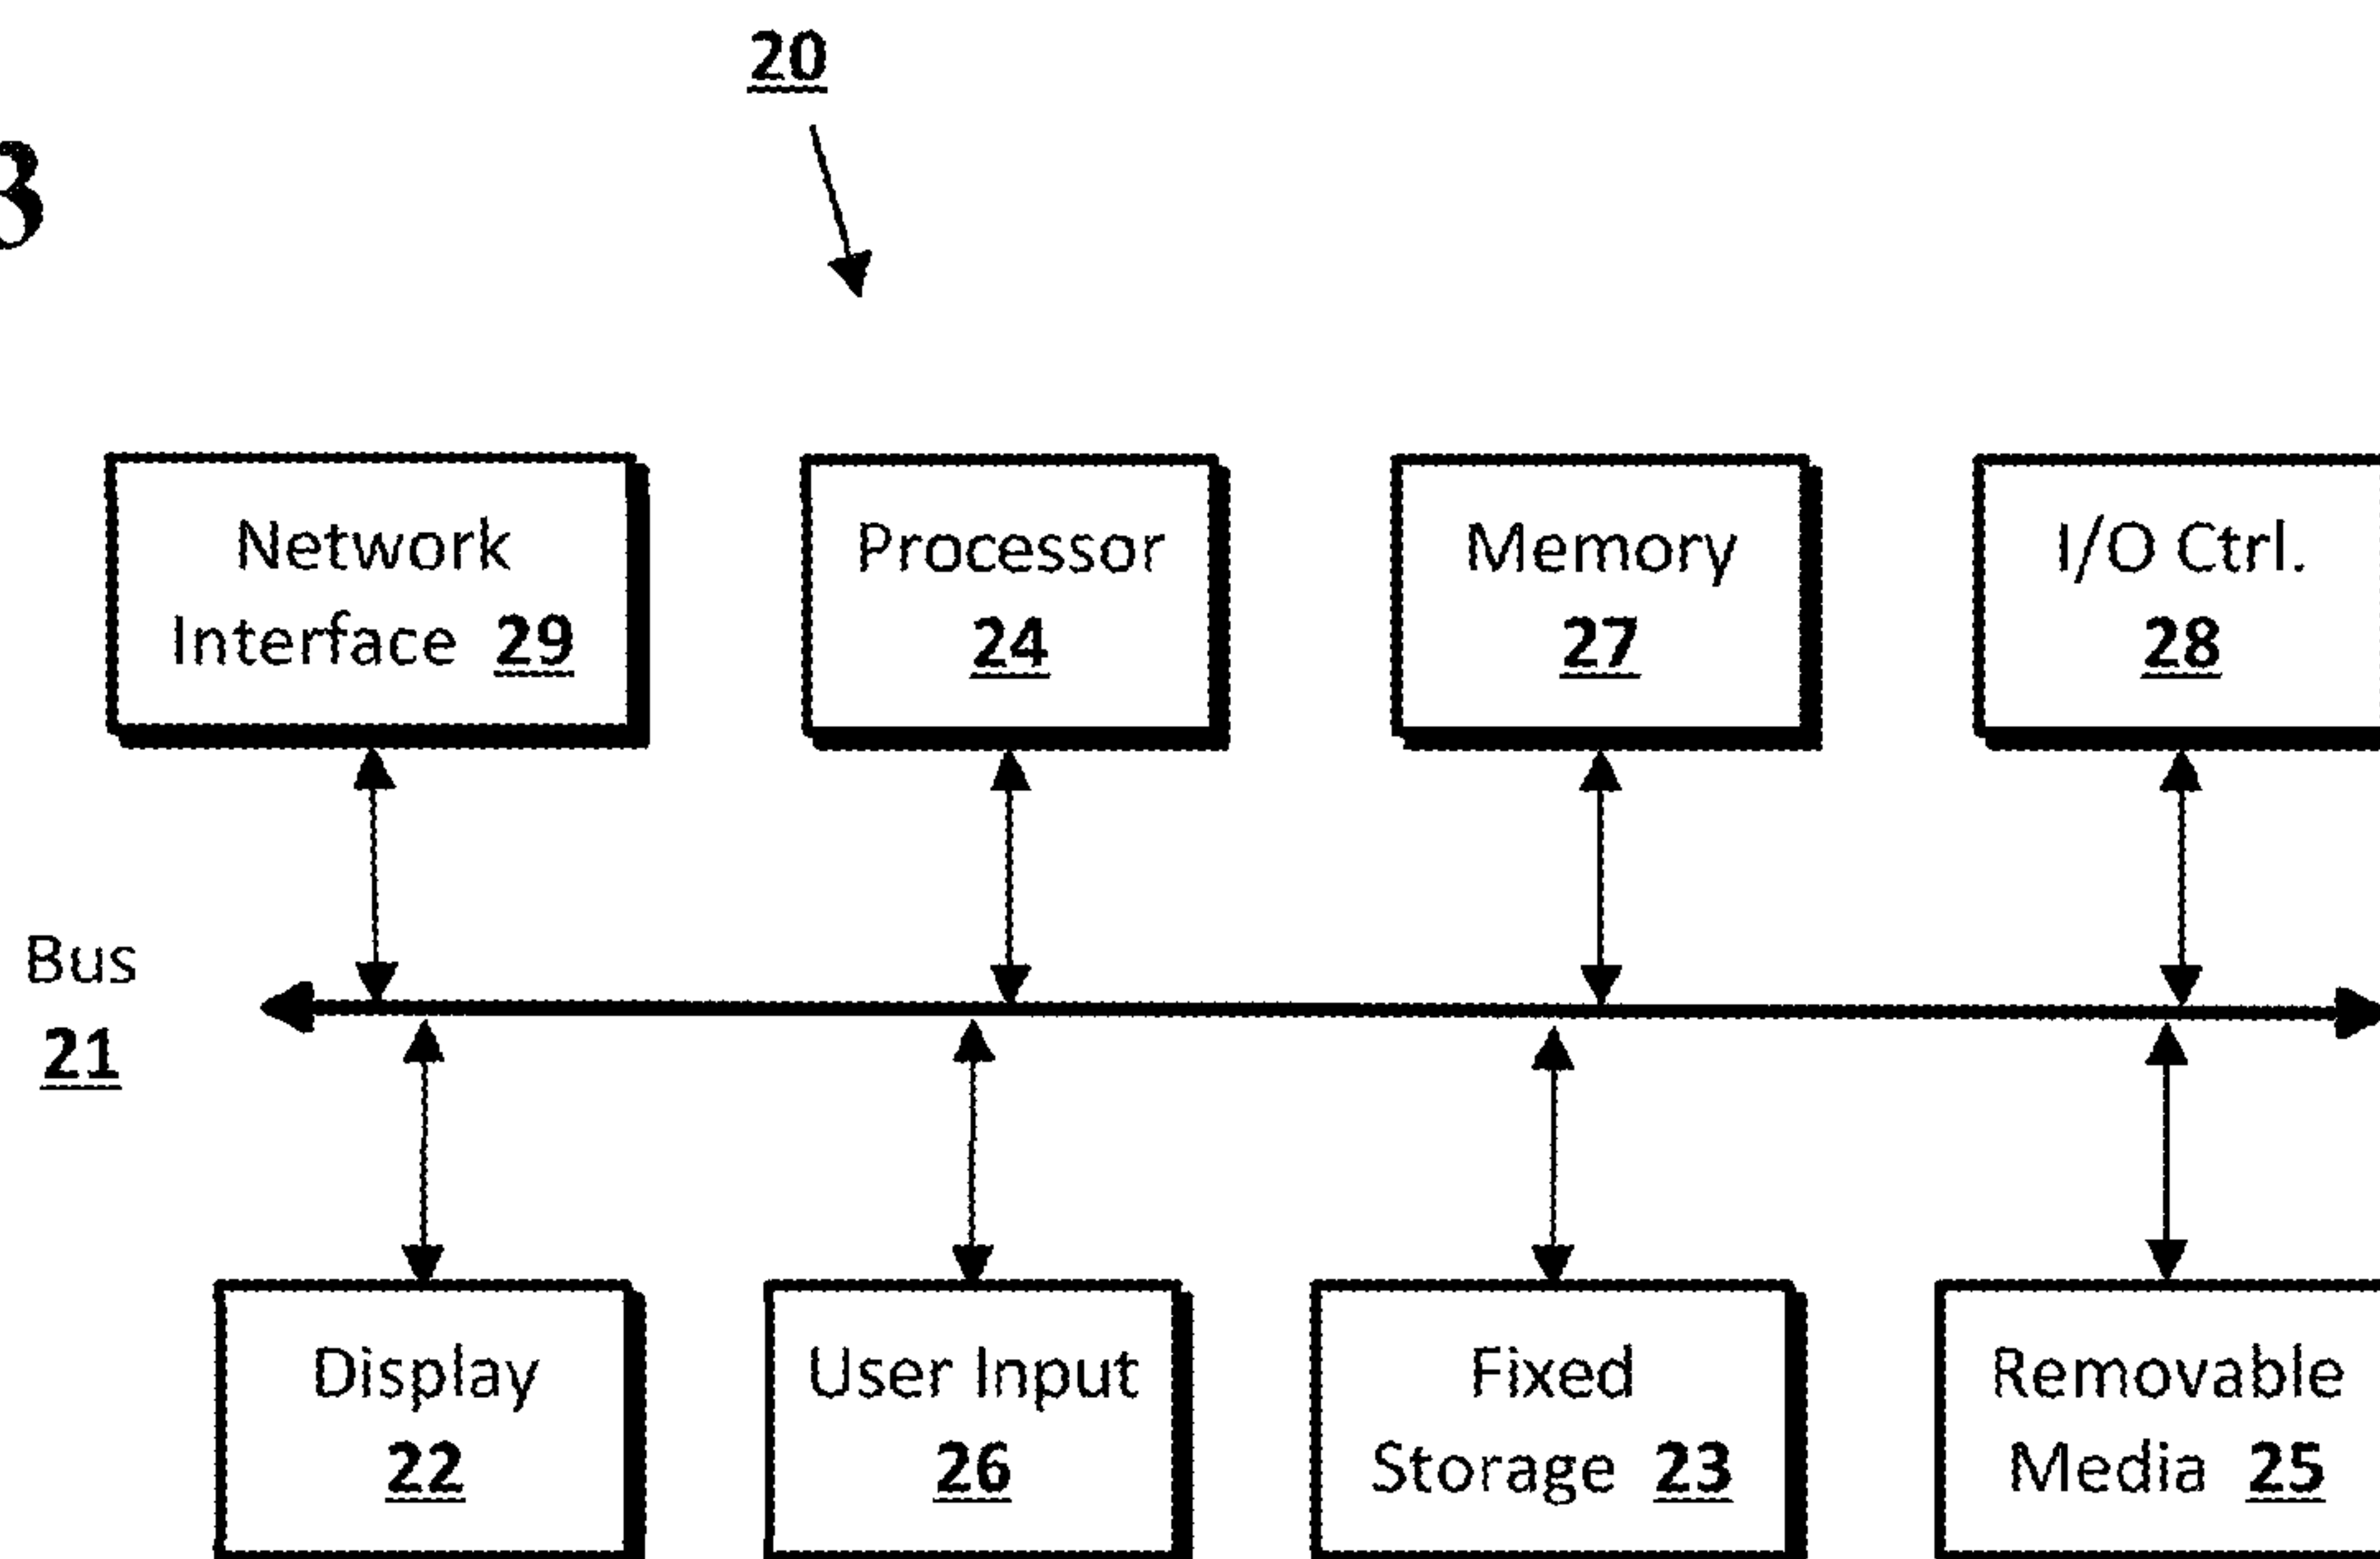 20
3
Network
Interface 29
Processor
24
Memory
27
I/O Ctrl.
28
Bus
21
Display
22
User Input
26
Fixed
Storage 23
Removable
Media 25